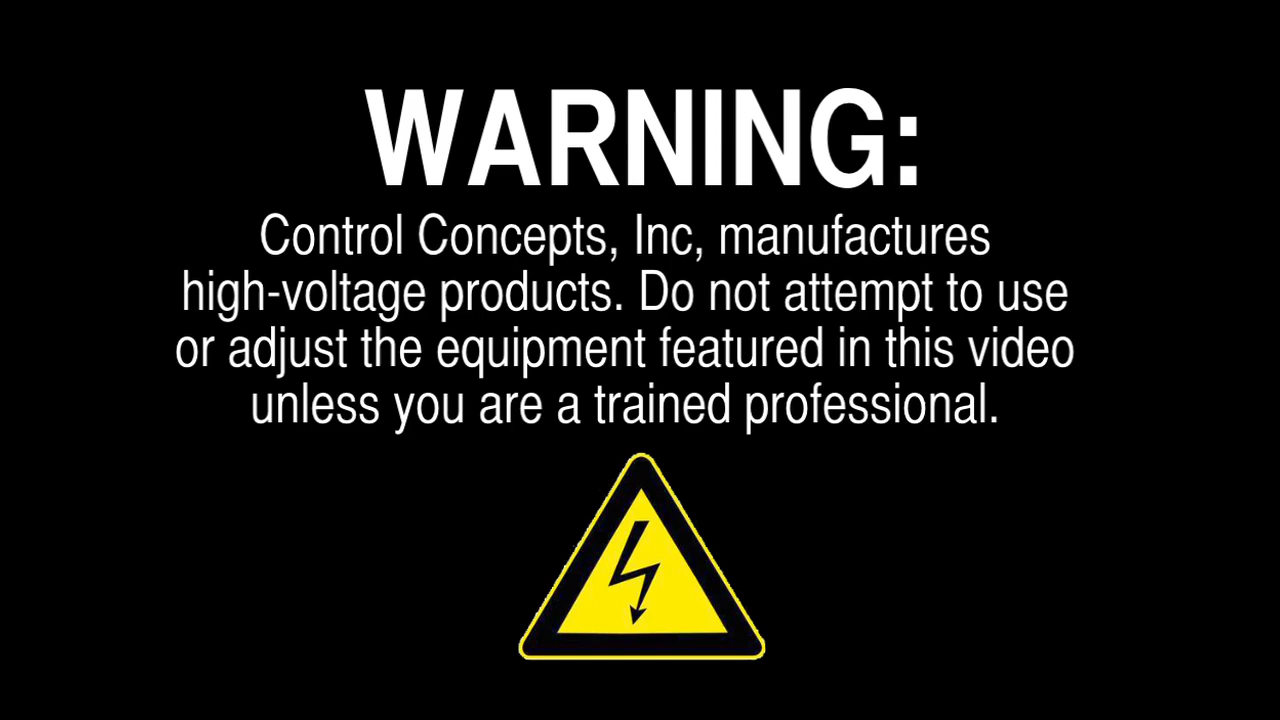 WARNING:
Control Concepts, Inc, manufactures
high-voltage products. Do not attempt to use
or adjust the equipment featured in this video
unless you are a trained professional.